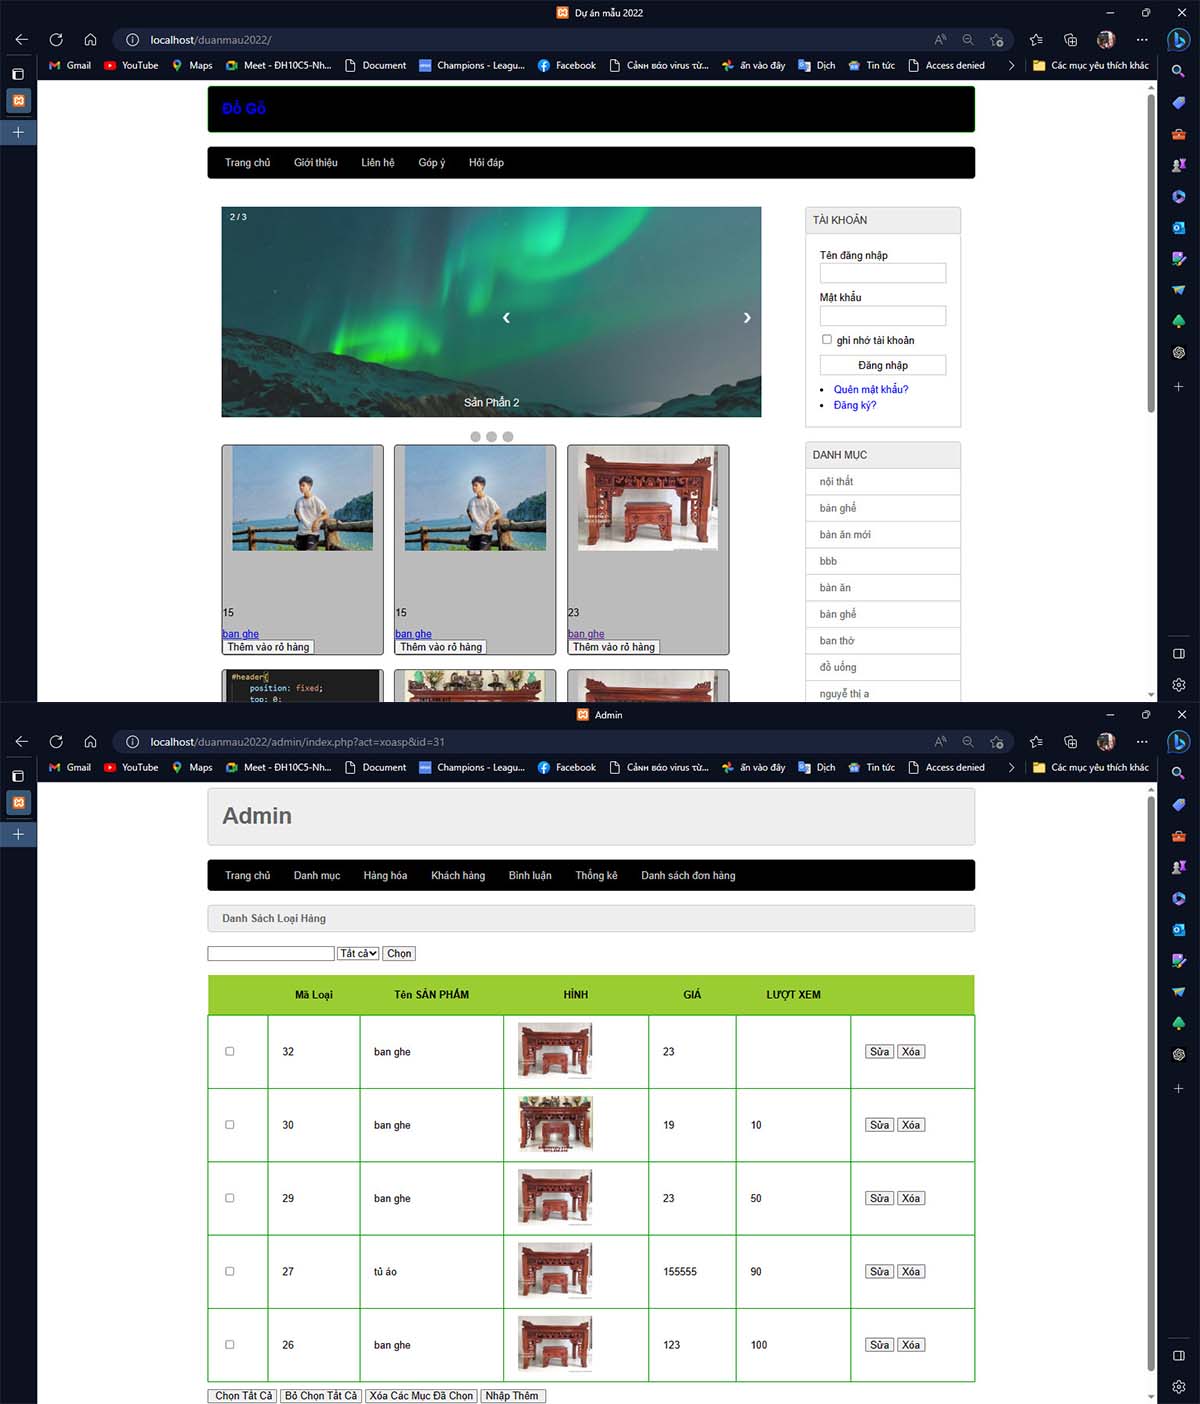 Dự án mẫu 2022
localhost/duanmau2022/
Gmail YouTube Maps Meet - ĐH10C5-Nh... Document Champions - Leagu... Facebook Cảnн вáo virus từ... ấn vào đây Dịch Tin tức Access denied Các mục yêu thích khác
Đồ Gỗ
Trang chủ Giới thiệu Liên hệ Góp ý Hỏi đáp
2 / 3
❮ ❯
Sản Phẩn 2
TÀI KHOẢN
Tên đăng nhập
Mật khẩu
ghi nhớ tài khoản
Đăng nhập
Quên mật khẩu?
Đăng ký?
DANH MỤC
nội thất
bàn ghế
bàn ăn mới
bbb
bàn ăn
bàn ghế
ban thờ
đồ uống
nguyễ thị a
15 15 23
ban ghe ban ghe ban ghe
Thêm vào rỏ hàng Thêm vào rỏ hàng Thêm vào rỏ hàng
#header{
position: fixed;
top: 0;
Admin
localhost/duanmau2022/admin/index.php?act=xoasp&id=31
Gmail YouTube Maps Meet - ĐH10C5-Nh... Document Champions - Leagu... Facebook Cảnн вáo virus từ... ấn vào đây Dịch Tin tức Access denied Các mục yêu thích khác
Admin
Trang chủ Danh mục Hàng hóa Khách hàng Bình luận Thống kê Danh sách đơn hàng
Danh Sách Loại Hàng
Tất cả Chọn
Mã Loại Tên SẢN PHẨM HÌNH GIÁ LƯỢT XEM
32 ban ghe 23 Sửa Xóa
30 ban ghe 19 10 Sửa Xóa
29 ban ghe 23 50 Sửa Xóa
27 tủ áo 155555 90 Sửa Xóa
26 ban ghe 123 100 Sửa Xóa
Chọn Tất Cả Bỏ Chọn Tất Cả Xóa Các Mục Đã Chọn Nhập Thêm